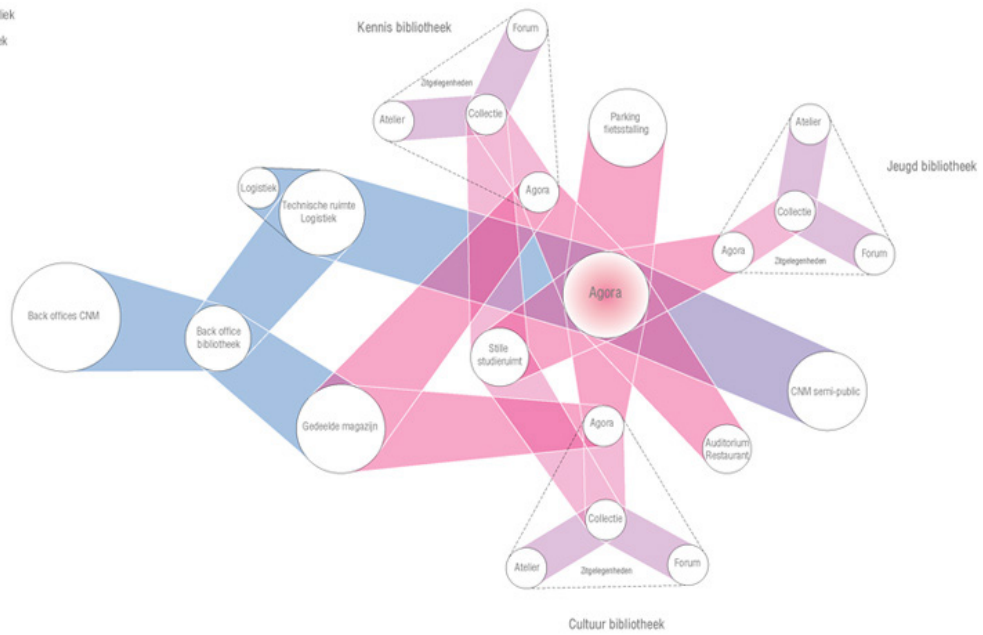 Kennis bibliotheek
Forum
Zitgelegenheden
Atelier
Collectie
Parking
fietsstalling
Atelier
Jeugd bibliotheek
Logistiek
Technische ruimte
Logistiek
Agora
Collectie
Agora
Forum
Zitgelegenheden
Agora
Back offices CNM
Back office
bibliotheek
Stille
studieruimt
CNM semi-public
Gedeelde magazijn
Agora
Auditorium
Restaurant
Collectie
Atelier
Zitgelegenheden
Forum
Cultuur bibliotheek